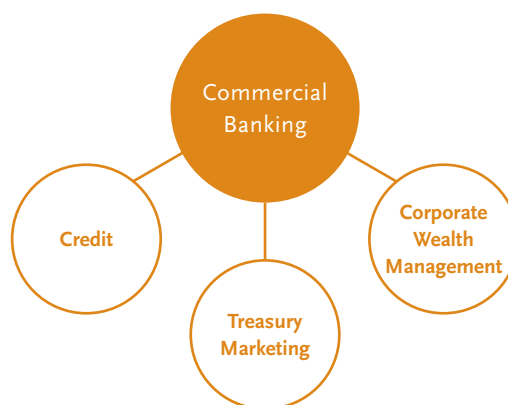 Commercial
Banking
Credit
Corporate
Wealth
Management
Treasury
Marketing